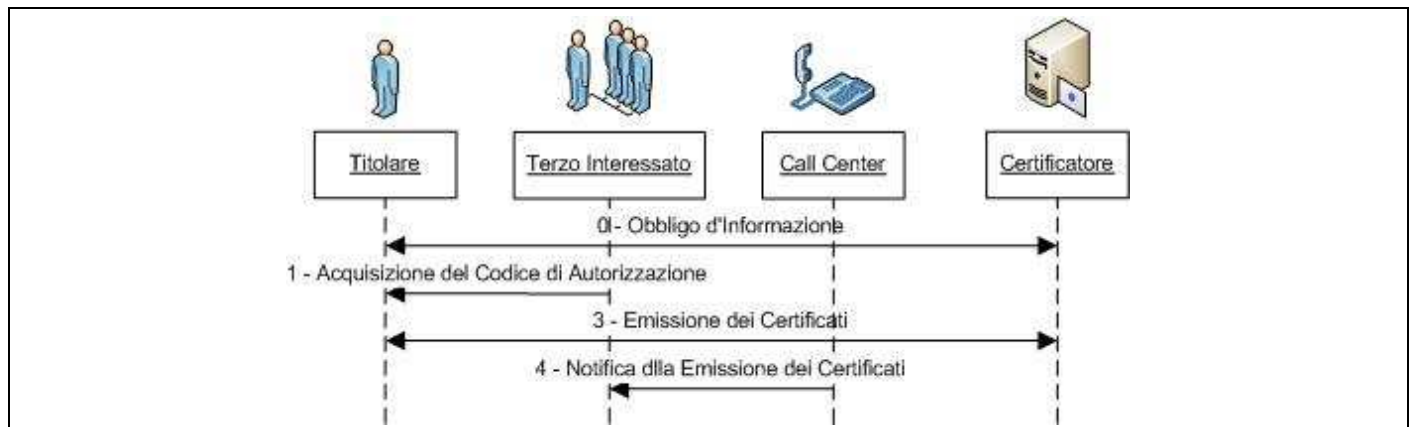 Titolare
Terzo Interessato
Call Center
Certificatore
0 - Obbligo d'Informazione
1 - Acquisizione del Codice di Autorizzazione
3 - Emissione dei Certificati
4 - Notifica dlla Emissione dei Certificati